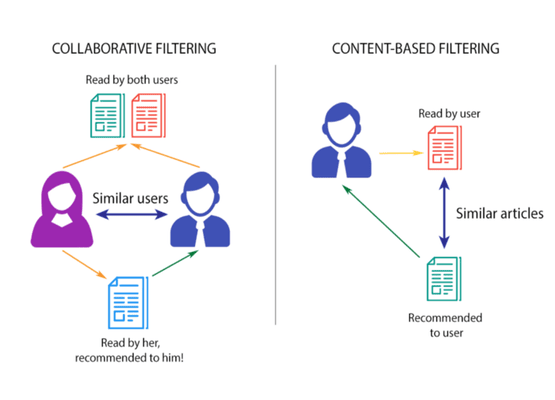 COLLABORATIVE FILTERING
Read by both users
Similar users
Read by her,
recommended to him!
CONTENT-BASED FILTERING
Read by user
Similar articles
Recommended
to user